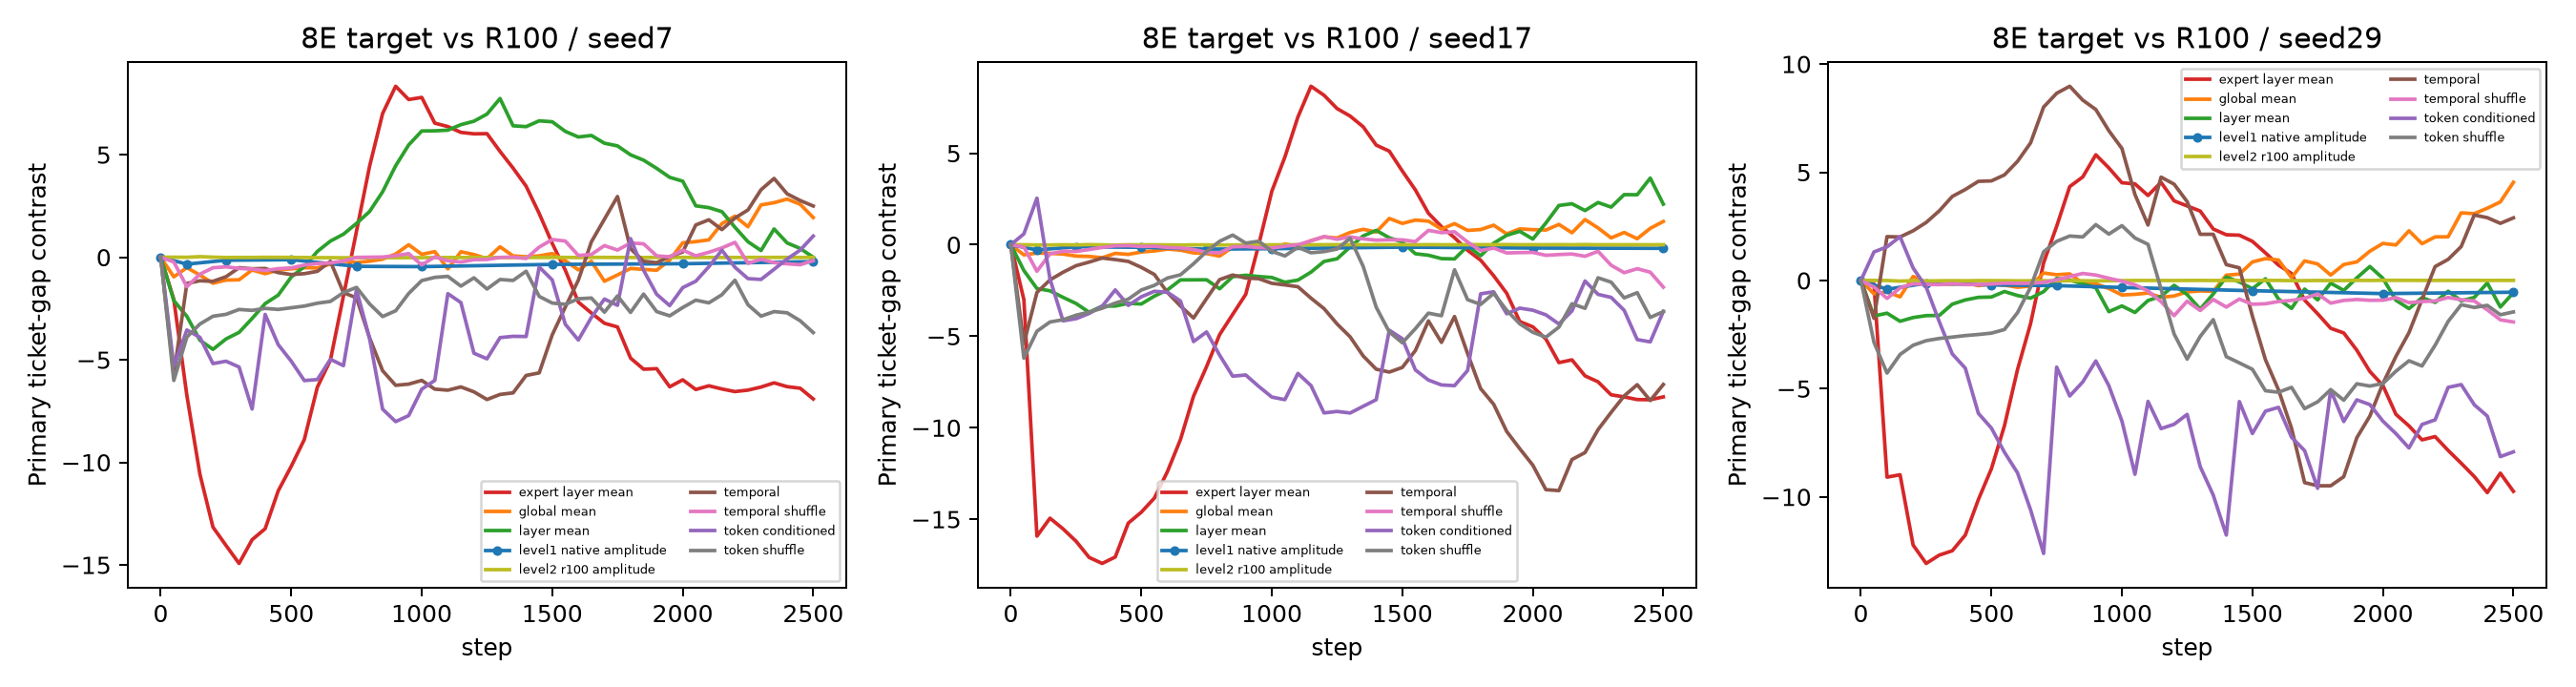 8E target vs R100 / seed7
Primary ticket-gap contrast
5
0
−5
−10
−15
0 500 1000 1500 2000 2500
step
expert layer mean
global mean
layer mean
level1 native amplitude
level2 r100 amplitude
temporal
temporal shuffle
token conditioned
token shuffle
8E target vs R100 / seed17
Primary ticket-gap contrast
5
0
−5
−10
−15
0 500 1000 1500 2000 2500
step
expert layer mean
global mean
layer mean
level1 native amplitude
level2 r100 amplitude
temporal
temporal shuffle
token conditioned
token shuffle
8E target vs R100 / seed29
Primary ticket-gap contrast
10
5
0
−5
−10
0 500 1000 1500 2000 2500
step
expert layer mean
global mean
layer mean
level1 native amplitude
level2 r100 amplitude
temporal
temporal shuffle
token conditioned
token shuffle